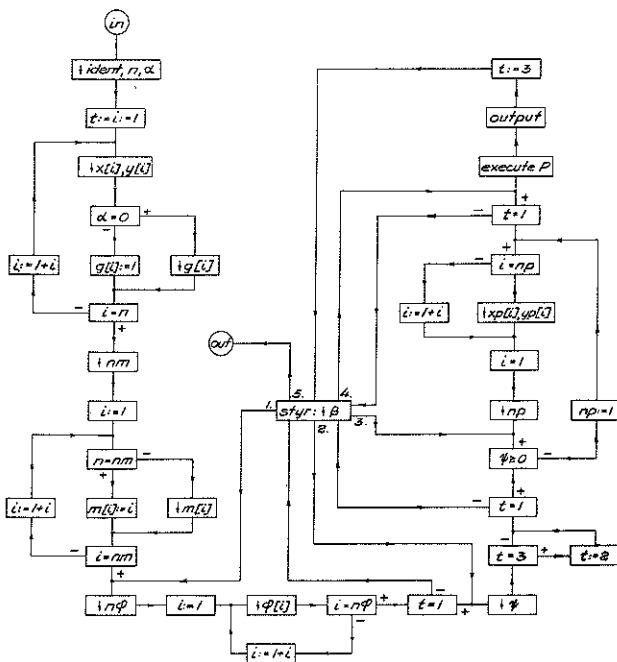 in
⍭ident, n, α
t:=i:=1
⍭x[i], y[i]
α=0
+
−
i:=1+i
g[i]:=1
⍭g[i]
−
i=n
+
⍭nm
i:=1
n=nm
−
+
i:=1+i
m[i]:=i
⍭m[i]
−
i=nm
+
⍭nΦ
i:=1
⍭Φ[i]
i=nΦ
+
−
i:=1+i
t=1
−
+
⍭ψ
t=3
−
+
t:=2
t=1
+
−
ψ≥0
+
−
np:=1
⍭np
i=1
⍭xp[i], yp[i]
i:=1+i
i=np
+
−
t=1
+
−
execute P
output
t:=3
out
5.
4.
1.
styr: ⍭β
2.
3.